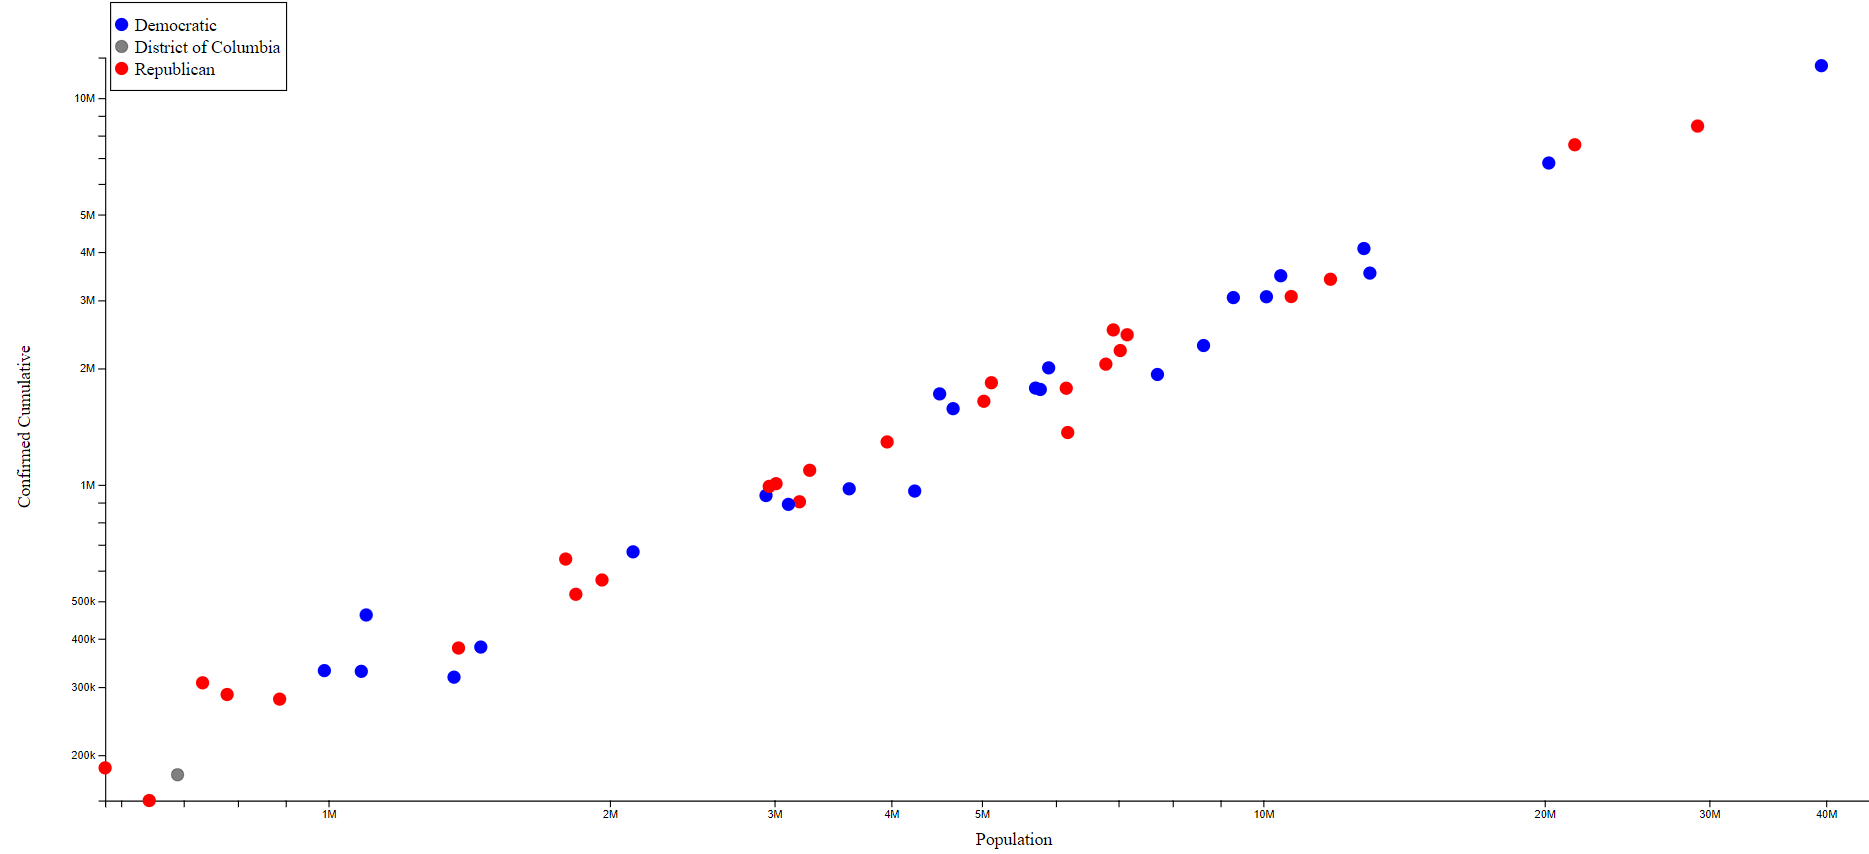 Democratic
District of Columbia
Republican
10M
5M
4M
3M
2M
1M
500k
400k
300k
200k
Confirmed Cumulative
1M 2M 3M 4M 5M 10M 20M 30M 40M
Population